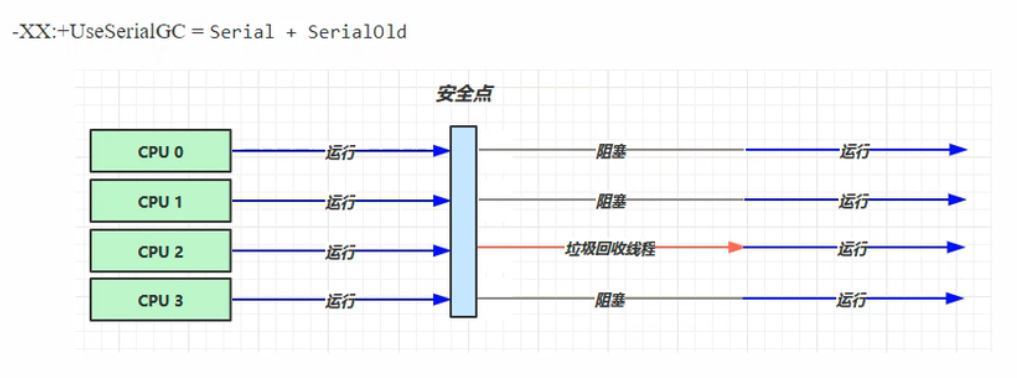 -XX:+UseSerialGC = Serial + SerialOld
安全点
CPU 0 运行 阻塞 运行
CPU 1 运行 阻塞 运行
CPU 2 运行 垃圾回收线程 运行
CPU 3 运行 阻塞 运行